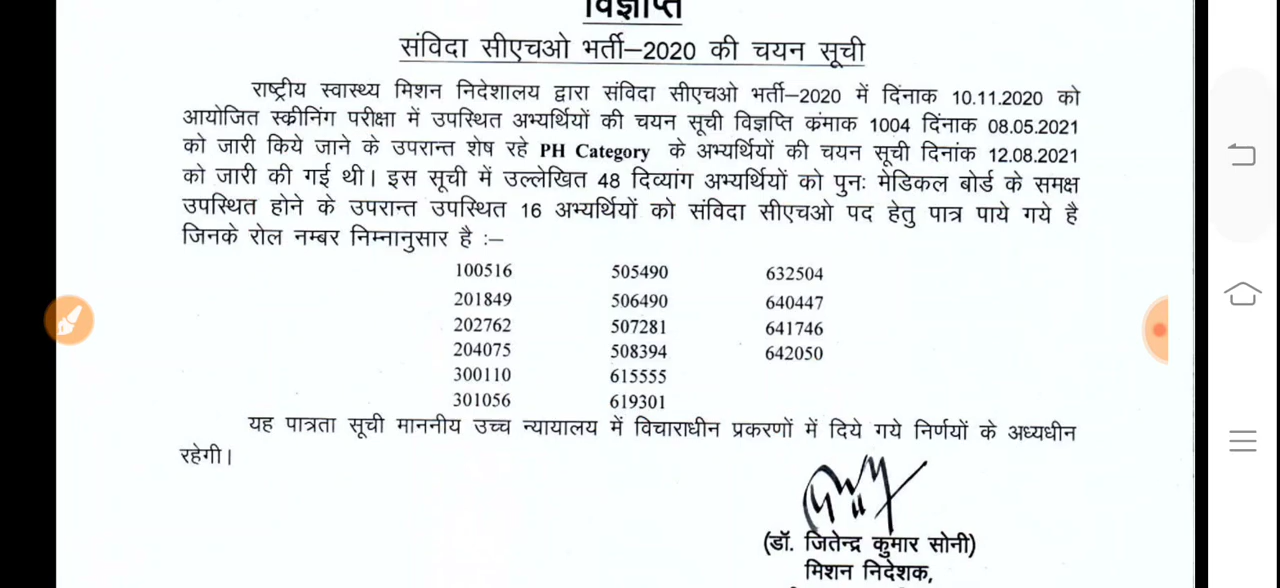 विज्ञप्ति
संविदा सीएचओ भर्ती–2020 की चयन सूची
राष्ट्रीय स्वास्थ्य मिशन निदेशालय द्वारा संविदा सीएचओ भर्ती–2020 में दिंनाक 10.11.2020 को
आयोजित स्क्रीनिंग परीक्षा में उपस्थित अभ्यर्थियों की चयन सूची विज्ञप्ति कमाक 1004 दिंनाक 08.05.2021
को जारी किये जाने के उपरान्त शेष रहे PH Category के अभ्यर्थियों की चयन सूची दिनांक 12.08.2021
को जारी की गई थी। इस सूची में उल्लेखित 48 दिव्यांग अभ्यर्थियों को पुनः मेडिकल बोर्ड के समक्ष
उपस्थित होने के उपरान्त उपस्थित 16 अभ्यर्थियों को संविदा सीएचओ पद हेतु पात्र पाये गये है
जिनके रोल नम्बर निम्नानुसार है :–
100516 505490 632504
201849 506490 640447
202762 507281 641746
204075 508394 642050
300110 615555
301056 619301
यह पात्रता सूची माननीय उच्च न्यायालय में विचाराधीन प्रकरणों में दिये गये निर्णयों के अध्यधीन
रहेगी।
(डॉ. जितेन्द्र कुमार सोनी)
मिशन निदेशक,